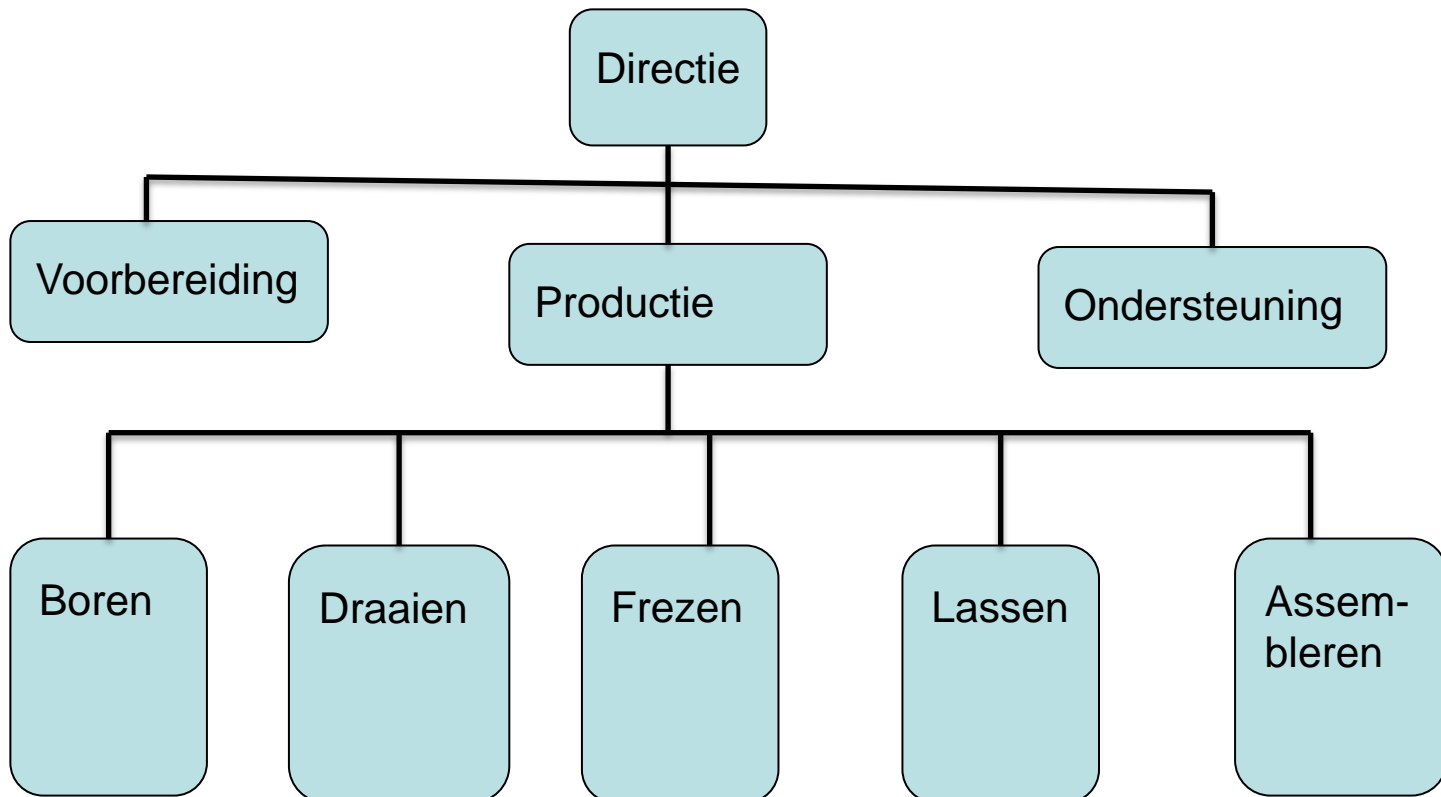 Directie
Voorbereiding
Productie
Ondersteuning
Boren
Draaien
Frezen
Lassen
Assem-
bleren